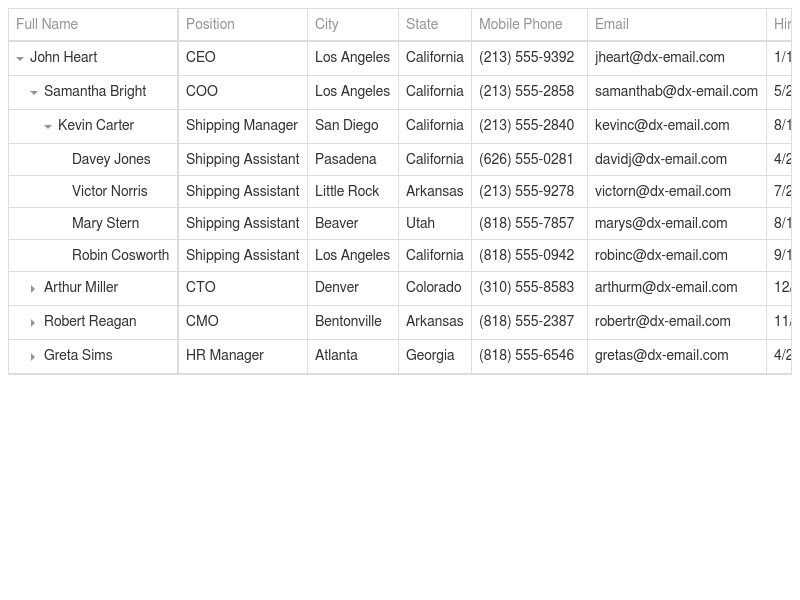 Full Name Position City State Mobile Phone Email Hir
John Heart CEO Los Angeles California (213) 555-9392 jheart@dx-email.com 1/1
Samantha Bright COO Los Angeles California (213) 555-2858 samanthab@dx-email.com 5/2
Kevin Carter Shipping Manager San Diego California (213) 555-2840 kevinc@dx-email.com 8/1
Davey Jones Shipping Assistant Pasadena California (626) 555-0281 davidj@dx-email.com 4/2
Victor Norris Shipping Assistant Little Rock Arkansas (213) 555-9278 victorn@dx-email.com 7/2
Mary Stern Shipping Assistant Beaver Utah (818) 555-7857 marys@dx-email.com 8/1
Robin Cosworth Shipping Assistant Los Angeles California (818) 555-0942 robinc@dx-email.com 9/1
Arthur Miller CTO Denver Colorado (310) 555-8583 arthurm@dx-email.com 12/
Robert Reagan CMO Bentonville Arkansas (818) 555-2387 robertr@dx-email.com 11/
Greta Sims HR Manager Atlanta Georgia (818) 555-6546 gretas@dx-email.com 4/2